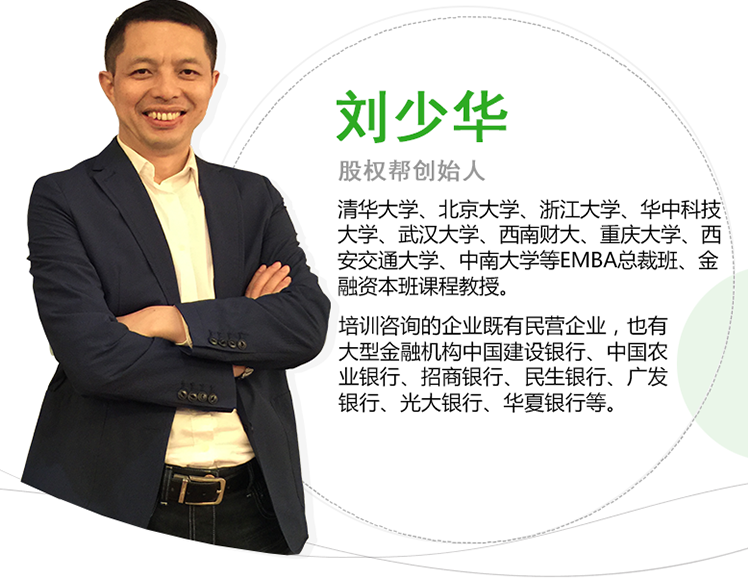 刘少华
股权帮创始人
清华大学、北京大学、浙江大学、华中科技
大学、武汉大学、西南财大、重庆大学、西
安交通大学、中南大学等EMBA总裁班、金
融资本班课程教授。
培训咨询的企业既有民营企业，也有
大型金融机构中国建设银行、中国农
业银行、招商银行、民生银行、广发
银行、光大银行、华夏银行等。